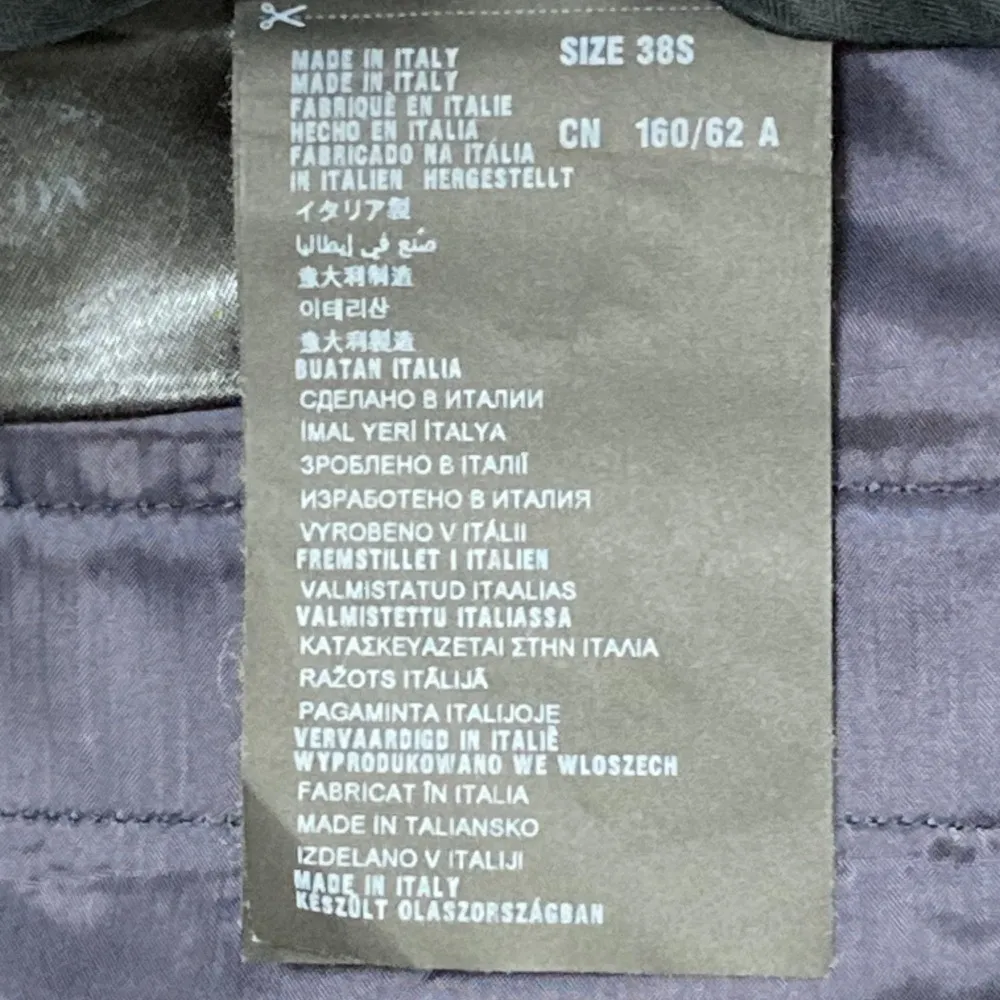 MADE IN ITALY
MADE IN ITALY
FABRIQUÈ EN ITALIE
HECHO EN ITALIA
FABRICADO NA ITÁLIA
IN ITALIEN HERGESTELLT
イタリア製
صُنع في إيطاليا
意大利制造
이테리산
意大利製造
BUATAN ITALIA
СДЕЛАНО В ИТАЛИИ
İMAL YERİ İTALYA
ЗРОБЛЕНО В ІТАЛІЇ
ИЗРАБОТЕНО В ИТАЛИЯ
VYROBENO V ITÁLII
FREMSTILLET I ITALIEN
VALMISTATUD ITAALIAS
VALMISTETTU ITALIASSA
ΚΑΤΑΣΚΕΥΑΖΕΤΑΙ ΣΤΗΝ ΙΤΑΛΙΑ
RAŽOTS ITĀLIJĀ
PAGAMINTA ITALIJOJE
VERVAARDIGD IN ITALIË
WYPRODUKOWANO WE WLOSZECH
FABRICAT ÎN ITALIA
MADE IN TALIANSKO
IZDELANO V ITALIJI
MADE IN ITALY
KÉSZÜLT OLASZORSZÁGBAN
SIZE 38S
CN 160/62 A